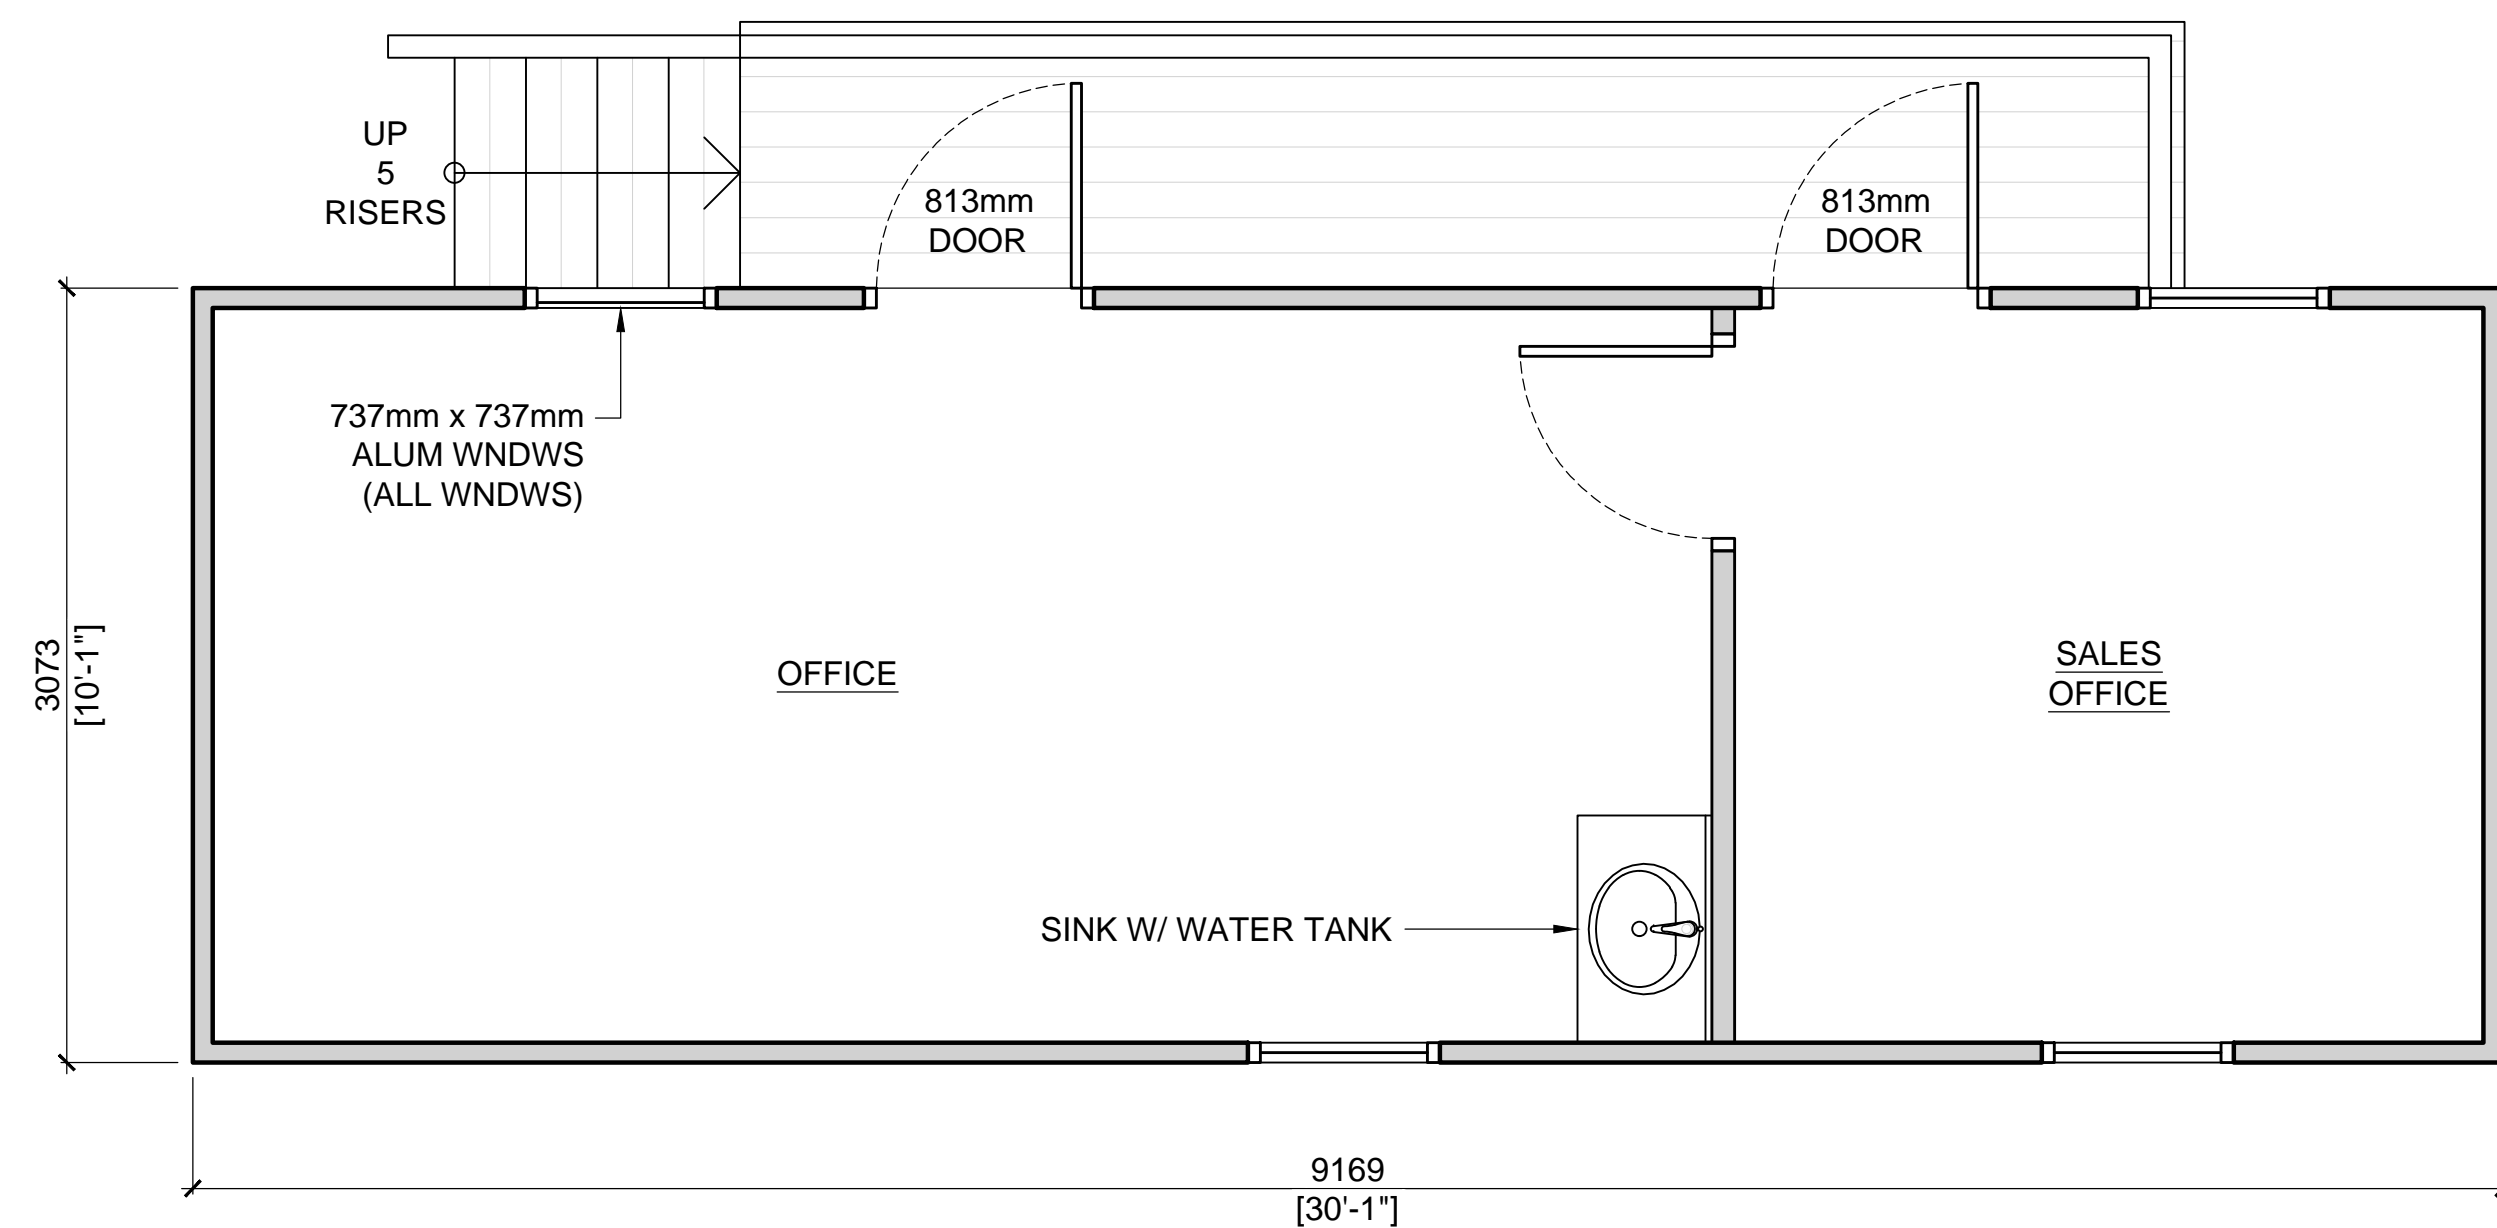 UP
5
RISERS
813mm
DOOR
813mm
DOOR
737mm x 737mm
ALUM WNDWS
(ALL WNDWS)
3073
[10'-1"]
OFFICE
SALES
OFFICE
SINK W/ WATER TANK
9169
[30'-1"]